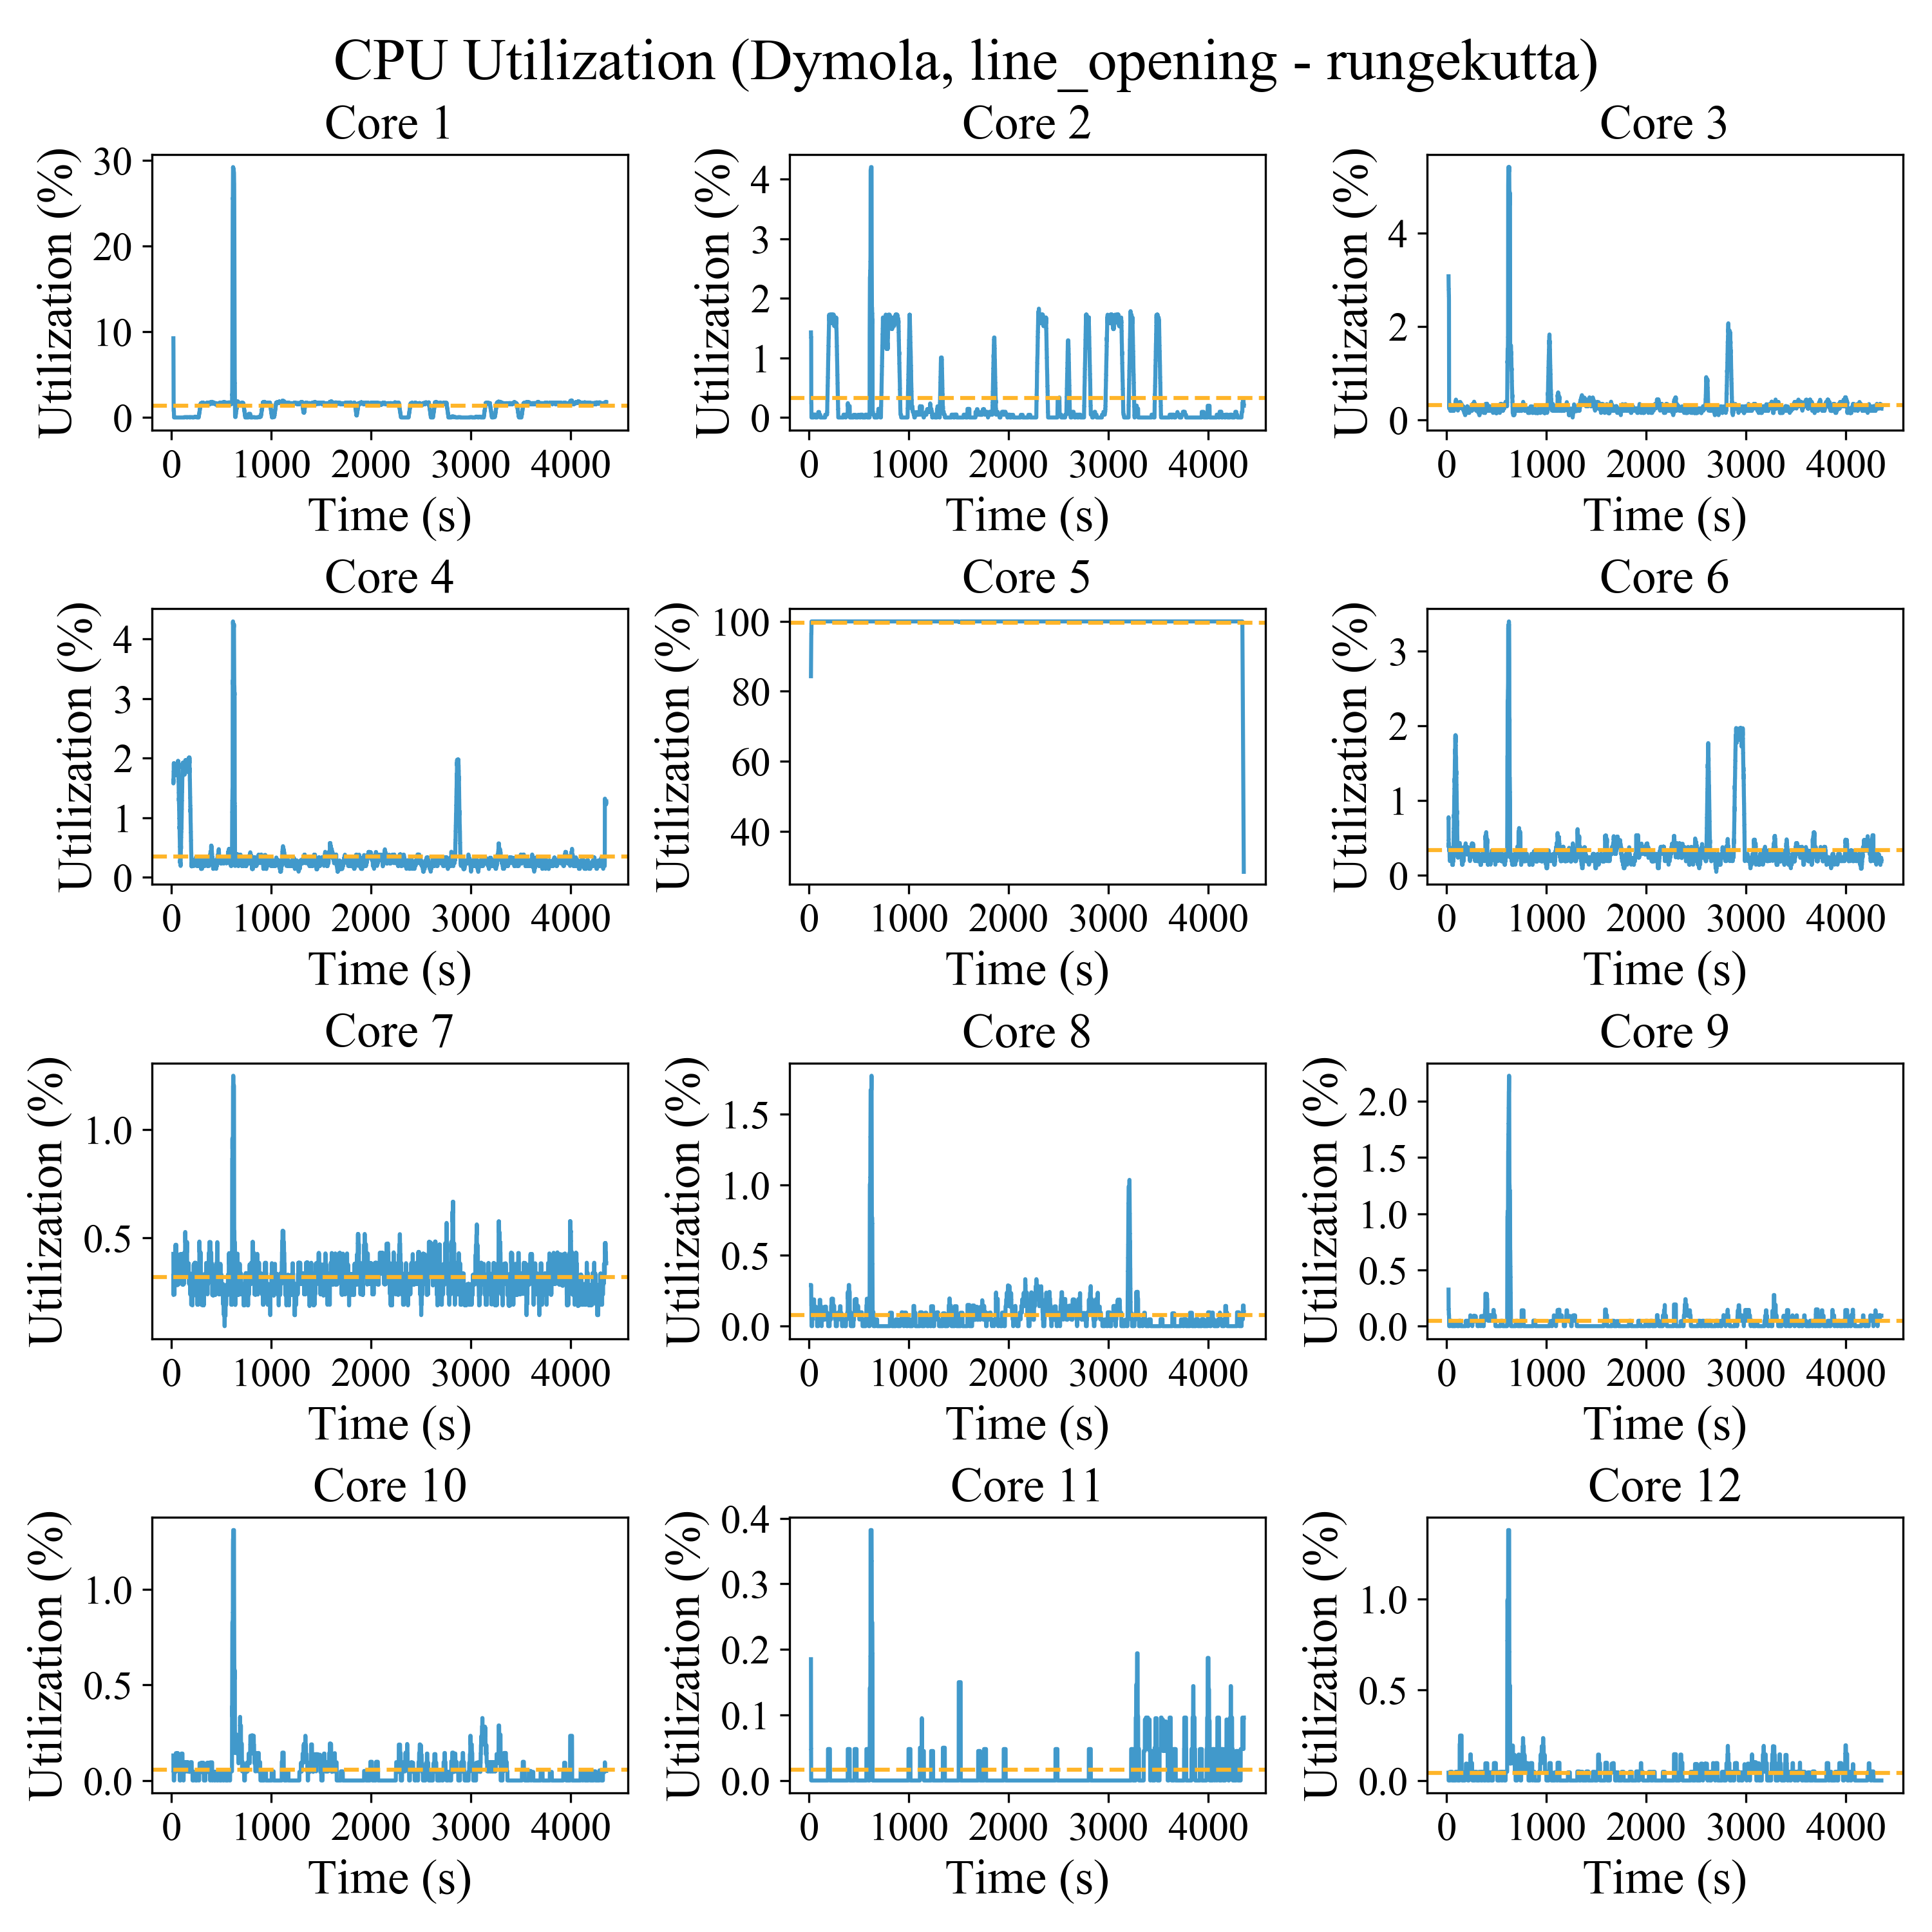 CPU Utilization (Dymola, line_opening - rungekutta)
Core 1
Utilization (%)
30
20
10
0
0 1000 2000 3000 4000
Time (s)
Core 2
Utilization (%)
4
3
2
1
0
0 1000 2000 3000 4000
Time (s)
Core 3
Utilization (%)
4
2
0
0 1000 2000 3000 4000
Time (s)
Core 4
Utilization (%)
4
3
2
1
0
0 1000 2000 3000 4000
Time (s)
Core 5
Utilization (%)
100
80
60
40
0 1000 2000 3000 4000
Time (s)
Core 6
Utilization (%)
3
2
1
0
0 1000 2000 3000 4000
Time (s)
Core 7
Utilization (%)
1.0
0.5
0 1000 2000 3000 4000
Time (s)
Core 8
Utilization (%)
1.5
1.0
0.5
0.0
0 1000 2000 3000 4000
Time (s)
Core 9
Utilization (%)
2.0
1.5
1.0
0.5
0.0
0 1000 2000 3000 4000
Time (s)
Core 10
Utilization (%)
1.0
0.5
0.0
0 1000 2000 3000 4000
Time (s)
Core 11
Utilization (%)
0.4
0.3
0.2
0.1
0.0
0 1000 2000 3000 4000
Time (s)
Core 12
Utilization (%)
1.0
0.5
0.0
0 1000 2000 3000 4000
Time (s)